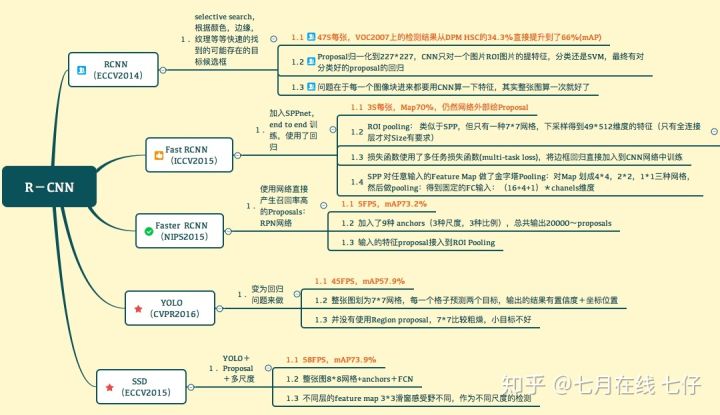 R-CNN
RCNN
(ECCV2014)
1.
selective search,
根据颜色，边缘，
纹理等等快速的找
到的可能存在的目
标候选框
1.1 47S每张，VOC2007上的检测结果从DPM HSC的34.3%直接提升到了66%(mAP)
1.2 Proposal归一化到227*227，CNN只对一个图片ROI图片的提特征，分类还是SVM，最终有对
分类好的proposal的回归
1.3 问题在于每一个图像块进来都要用CNN算一下特征，其实整张图算一次就好了
Fast RCNN
(ICCV2015)
1.
加入SPPnet，
end to end 训
练，使用了回
归
1.1 3S每张，Map70%，仍然网络外部给Proposal
1.2 ROI pooling： 类似于SPP，但只有一种7*7网格，下采样得到49*512维度的特征（只有全连接
层才对Size有要求）
1.3 损失函数使用了多任务损失函数(multi-task loss)，将边框回归直接加入到CNN网络中训练
1.4 SPP 对任意输入的Feature Map 做了金字塔Pooling：对Map 划成4*4，2*2，1*1三种网格，
然后做pooling：得到固定的FC输入：（16+4+1）＊chanels维度
Faster RCNN
(NIPS2015)
1.
使用网络直接
产生召回率高
的Proposals：
RPN网络
1.1 5FPS，mAP73.2%
1.2 加入了9种 anchors（3种尺度，3种比例），总共输出20000～proposals
1.3 输入的特征proposal接入到ROI Pooling
YOLO
(CVPR2016)
1. 变为回归
问题来做
1.1 45FPS，mAP57.9%
1.2 整张图划为7*7网格，每一个格子预测两个目标，输出的结果有置信度＋坐标位置
1.3 并没有使用Region proposal，7*7比较粗燥，小目标不好
SSD
(ECCV2015)
1.
YOLO＋
Proposal
＋多尺度
1.1 58FPS，mAP73.9%
1.2 整张图8*8网格+anchors＋FCN
1.3 不同层的feature map 3*3滑窗感受野不同，作为不同尺度的检测
知乎 @七月在线 七仔